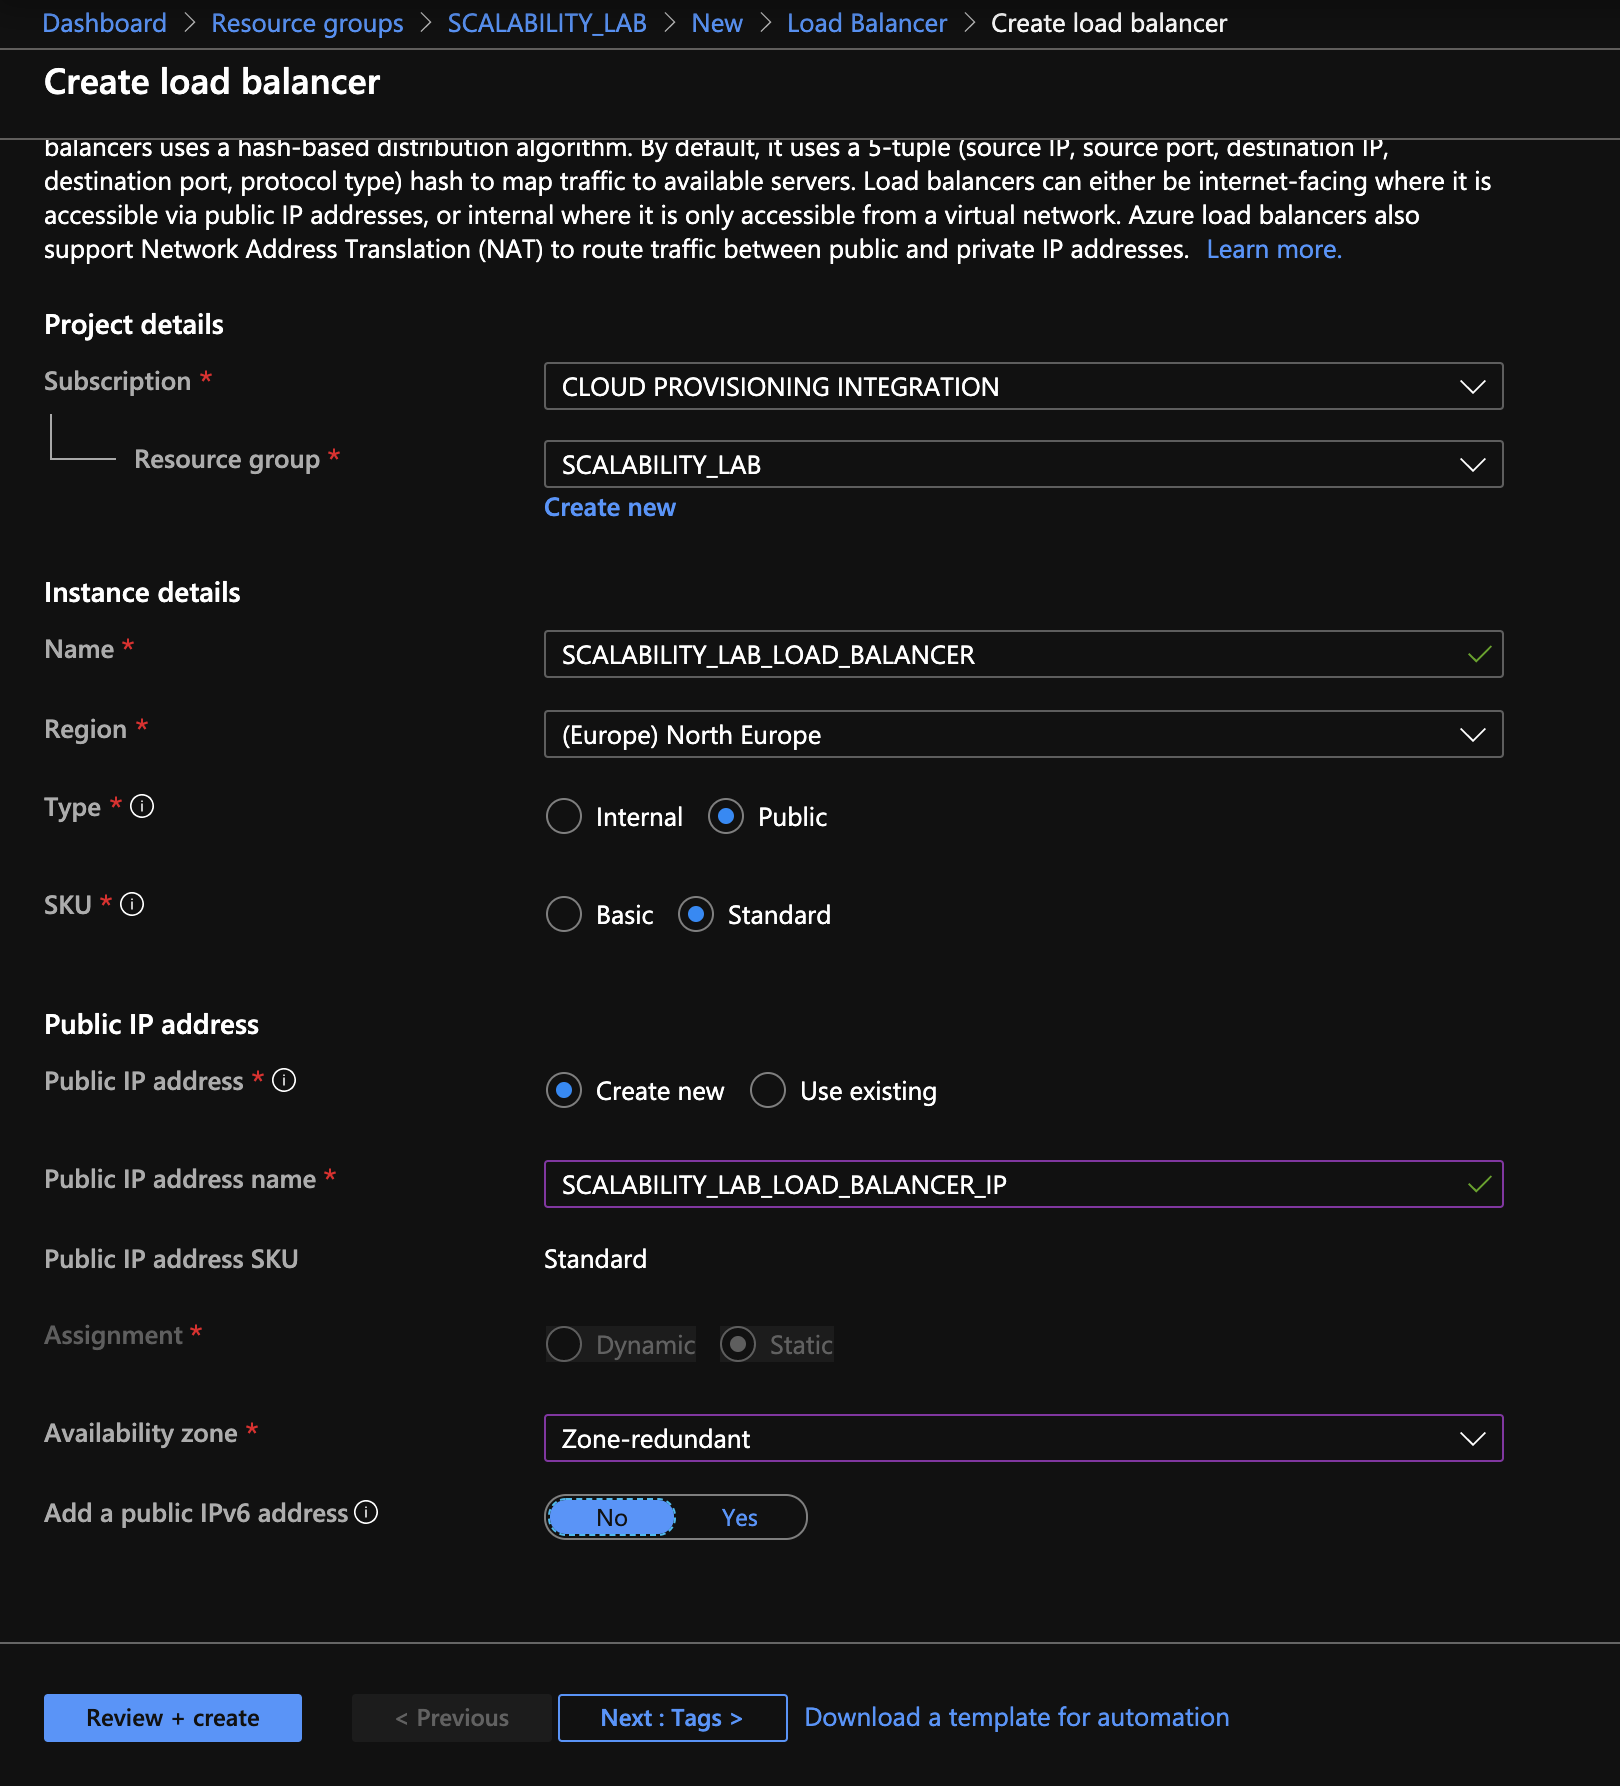 Dashboard > Resource groups > SCALABILITY_LAB > New > Load Balancer > Create load balancer
Create load balancer
balancers uses a hash-based distribution algorithm. By default, it uses a 5-tuple (source IP, source port, destination IP,
destination port, protocol type) hash to map traffic to available servers. Load balancers can either be internet-facing where it is
accessible via public IP addresses, or internal where it is only accessible from a virtual network. Azure load balancers also
support Network Address Translation (NAT) to route traffic between public and private IP addresses. Learn more.
Project details
Subscription * CLOUD PROVISIONING INTEGRATION
Resource group * SCALABILITY_LAB
Create new
Instance details
Name * SCALABILITY_LAB_LOAD_BALANCER
Region * (Europe) North Europe
Type * Internal Public
SKU * Basic Standard
Public IP address
Public IP address * Create new Use existing
Public IP address name * SCALABILITY_LAB_LOAD_BALANCER_IP
Public IP address SKU Standard
Assignment * Dynamic Static
Availability zone * Zone-redundant
Add a public IPv6 address No Yes
Review + create < Previous Next : Tags > Download a template for automation